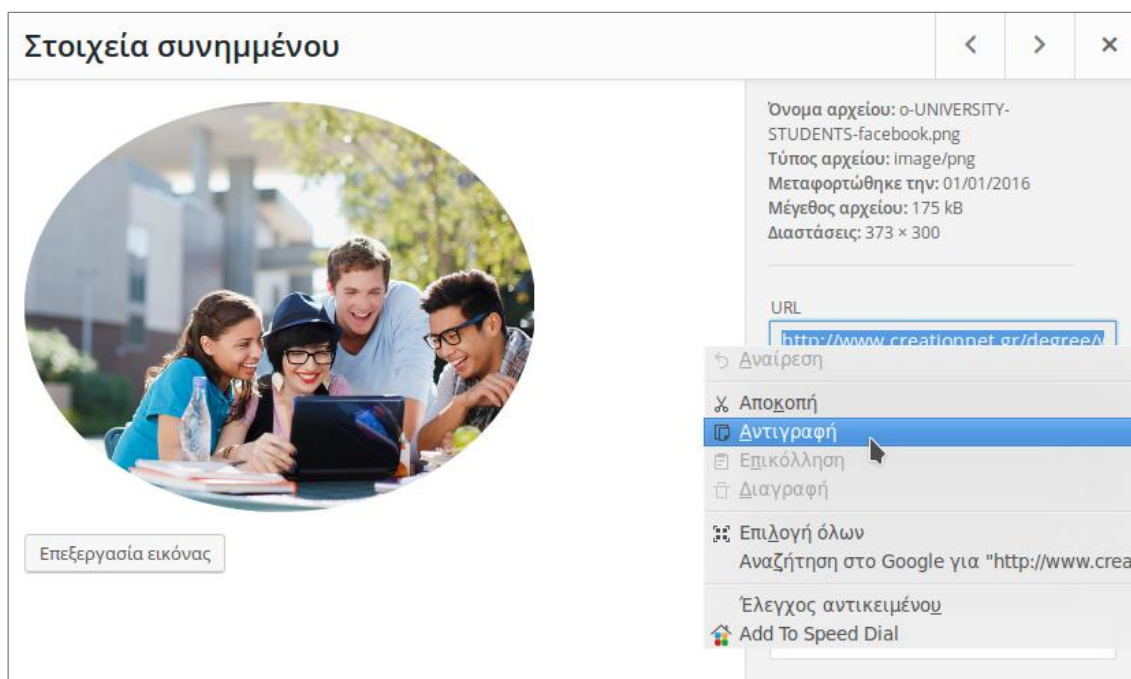 Στοιχεία συνημμένου
Όνομα αρχείου: o-UNIVERSITY-
STUDENTS-facebook.png
Τύπος αρχείου: image/png
Μεταφορτώθηκε την: 01/01/2016
Μέγεθος αρχείου: 175 kB
Διαστάσεις: 373 × 300
URL
http://www.creationnet.gr/degree/
Αναίρεση
Αποκοπή
Αντιγραφή
Επικόλληση
Διαγραφή
Επιλογή όλων
Αναζήτηση στο Google για "http://www.crea
Έλεγχος αντικειμένου
Add To Speed Dial
Επεξεργασία εικόνας